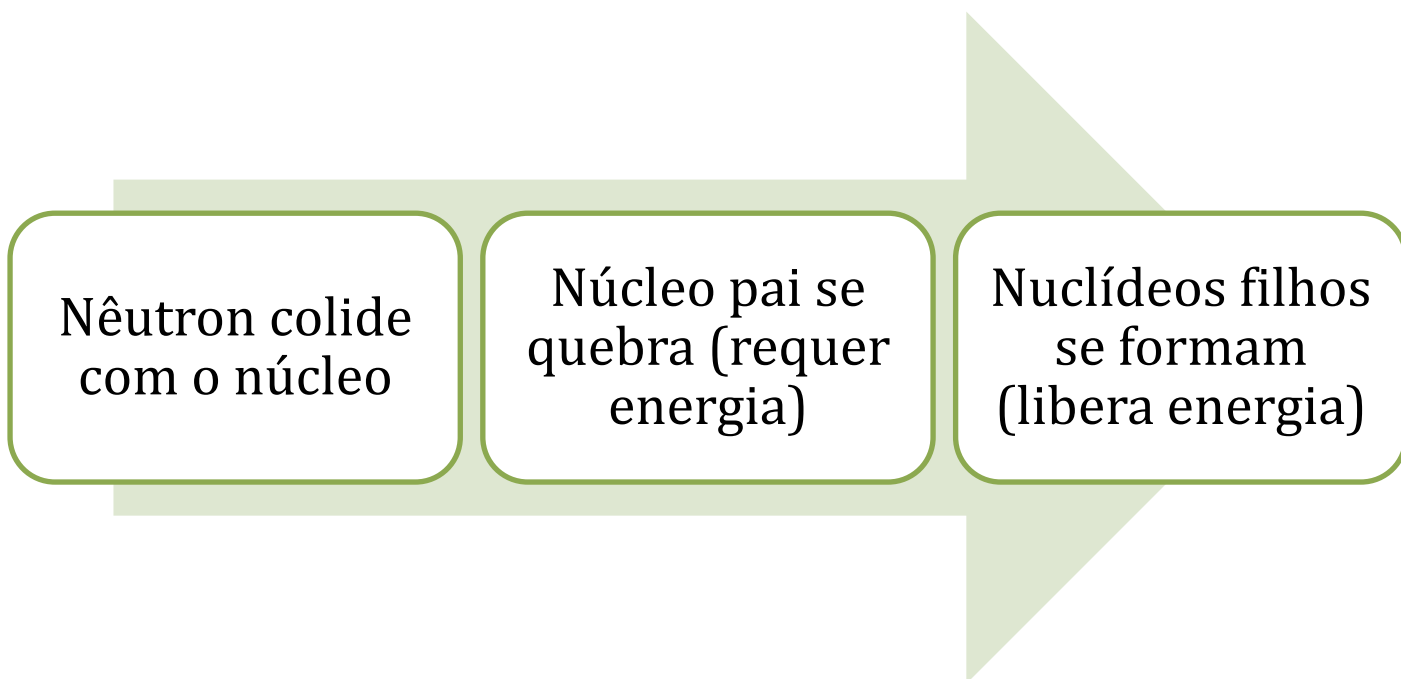 Nêutron colide
com o núcleo
Núcleo pai se
quebra (requer
energia)
Nuclídeos filhos
se formam
(libera energia)